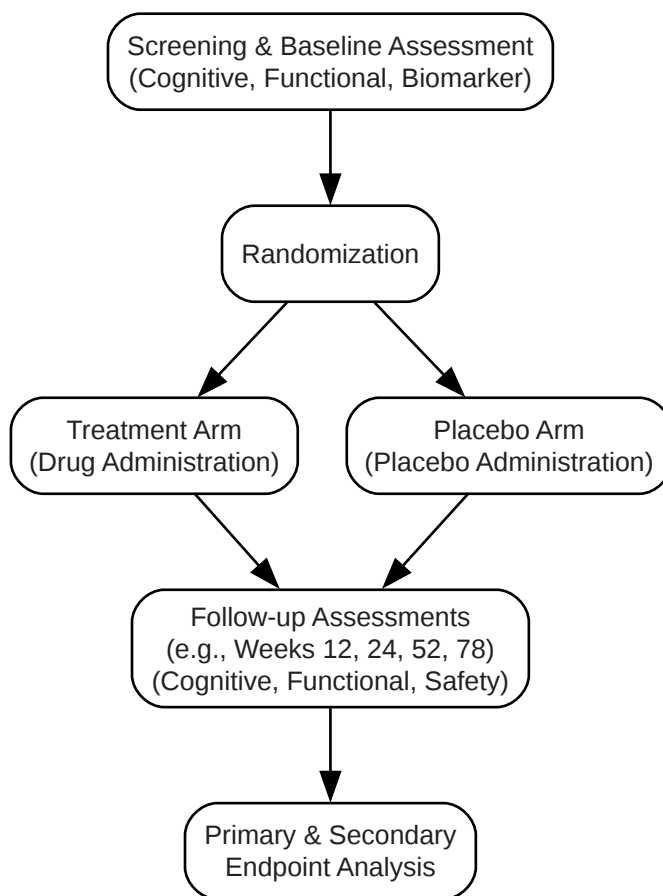 Screening & Baseline Assessment
(Cognitive, Functional, Biomarker)
Randomization
Treatment Arm
(Drug Administration)
Placebo Arm
(Placebo Administration)
Follow-up Assessments
(e.g., Weeks 12, 24, 52, 78)
(Cognitive, Functional, Safety)
Primary & Secondary
Endpoint Analysis